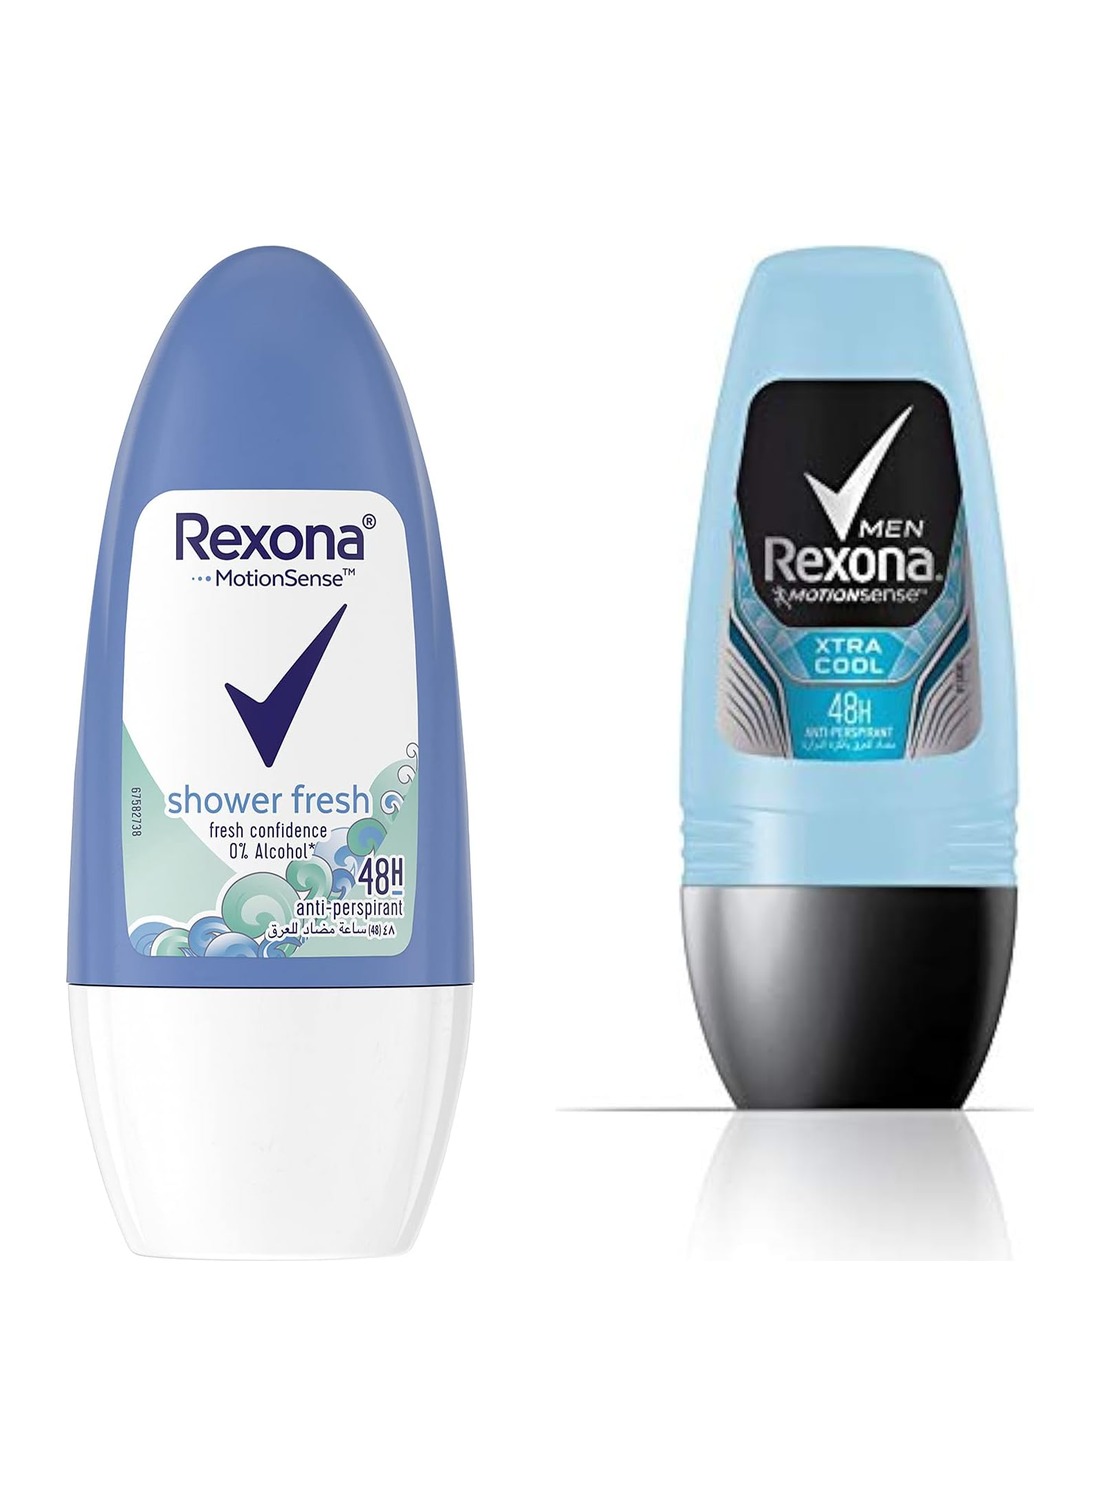 Rexona®
MotionSense™
shower fresh
fresh confidence
0% Alcohol*
48H
anti-perspirant
٤٨(48)ساعة مضاد للعرق
67582738
MEN
Rexona.
MOTIONsense™
XTRA
COOL
48H
ANTI-PERSPIRANT